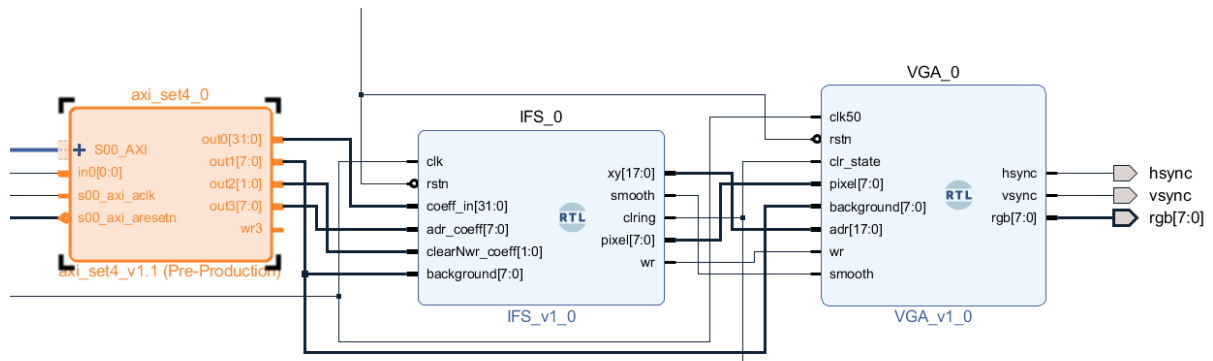 axi_set4_0
S00_AXI
in0[0:0]
s00_axi_aclk
s00_axi_aresetn
out0[31:0]
out1[7:0]
out2[1:0]
out3[7:0]
wr3
axi_set4_v1.1 (Pre-Production)
IFS_0
clk
rstn
coeff_in[31:0]
adr_coeff[7:0]
clearNwr_coeff[1:0]
background[7:0]
RTL
xy[17:0]
smooth
clring
pixel[7:0]
wr
IFS_v1_0
VGA_0
clk50
rstn
clr_state
pixel[7:0]
background[7:0]
adr[17:0]
wr
smooth
RTL
hsync
vsync
rgb[7:0]
VGA_v1_0
hsync
vsync
rgb[7:0]